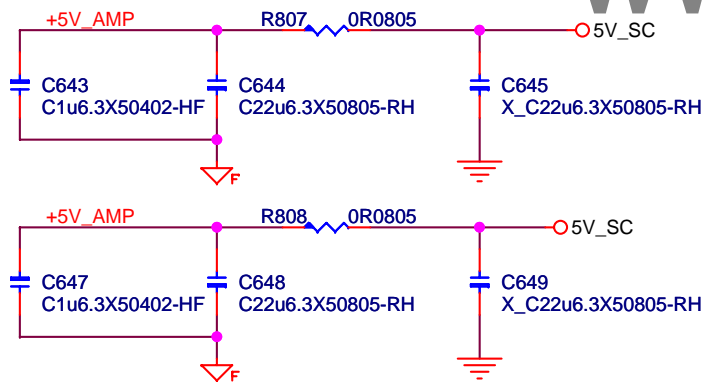 +5V_AMP R807 0R0805 5V_SC
C643 C644 C645
C1u6.3X50402-HF C22u6.3X50805-RH X_C22u6.3X50805-RH
F
+5V_AMP R808 0R0805 5V_SC
C647 C648 C649
C1u6.3X50402-HF C22u6.3X50805-RH X_C22u6.3X50805-RH
F